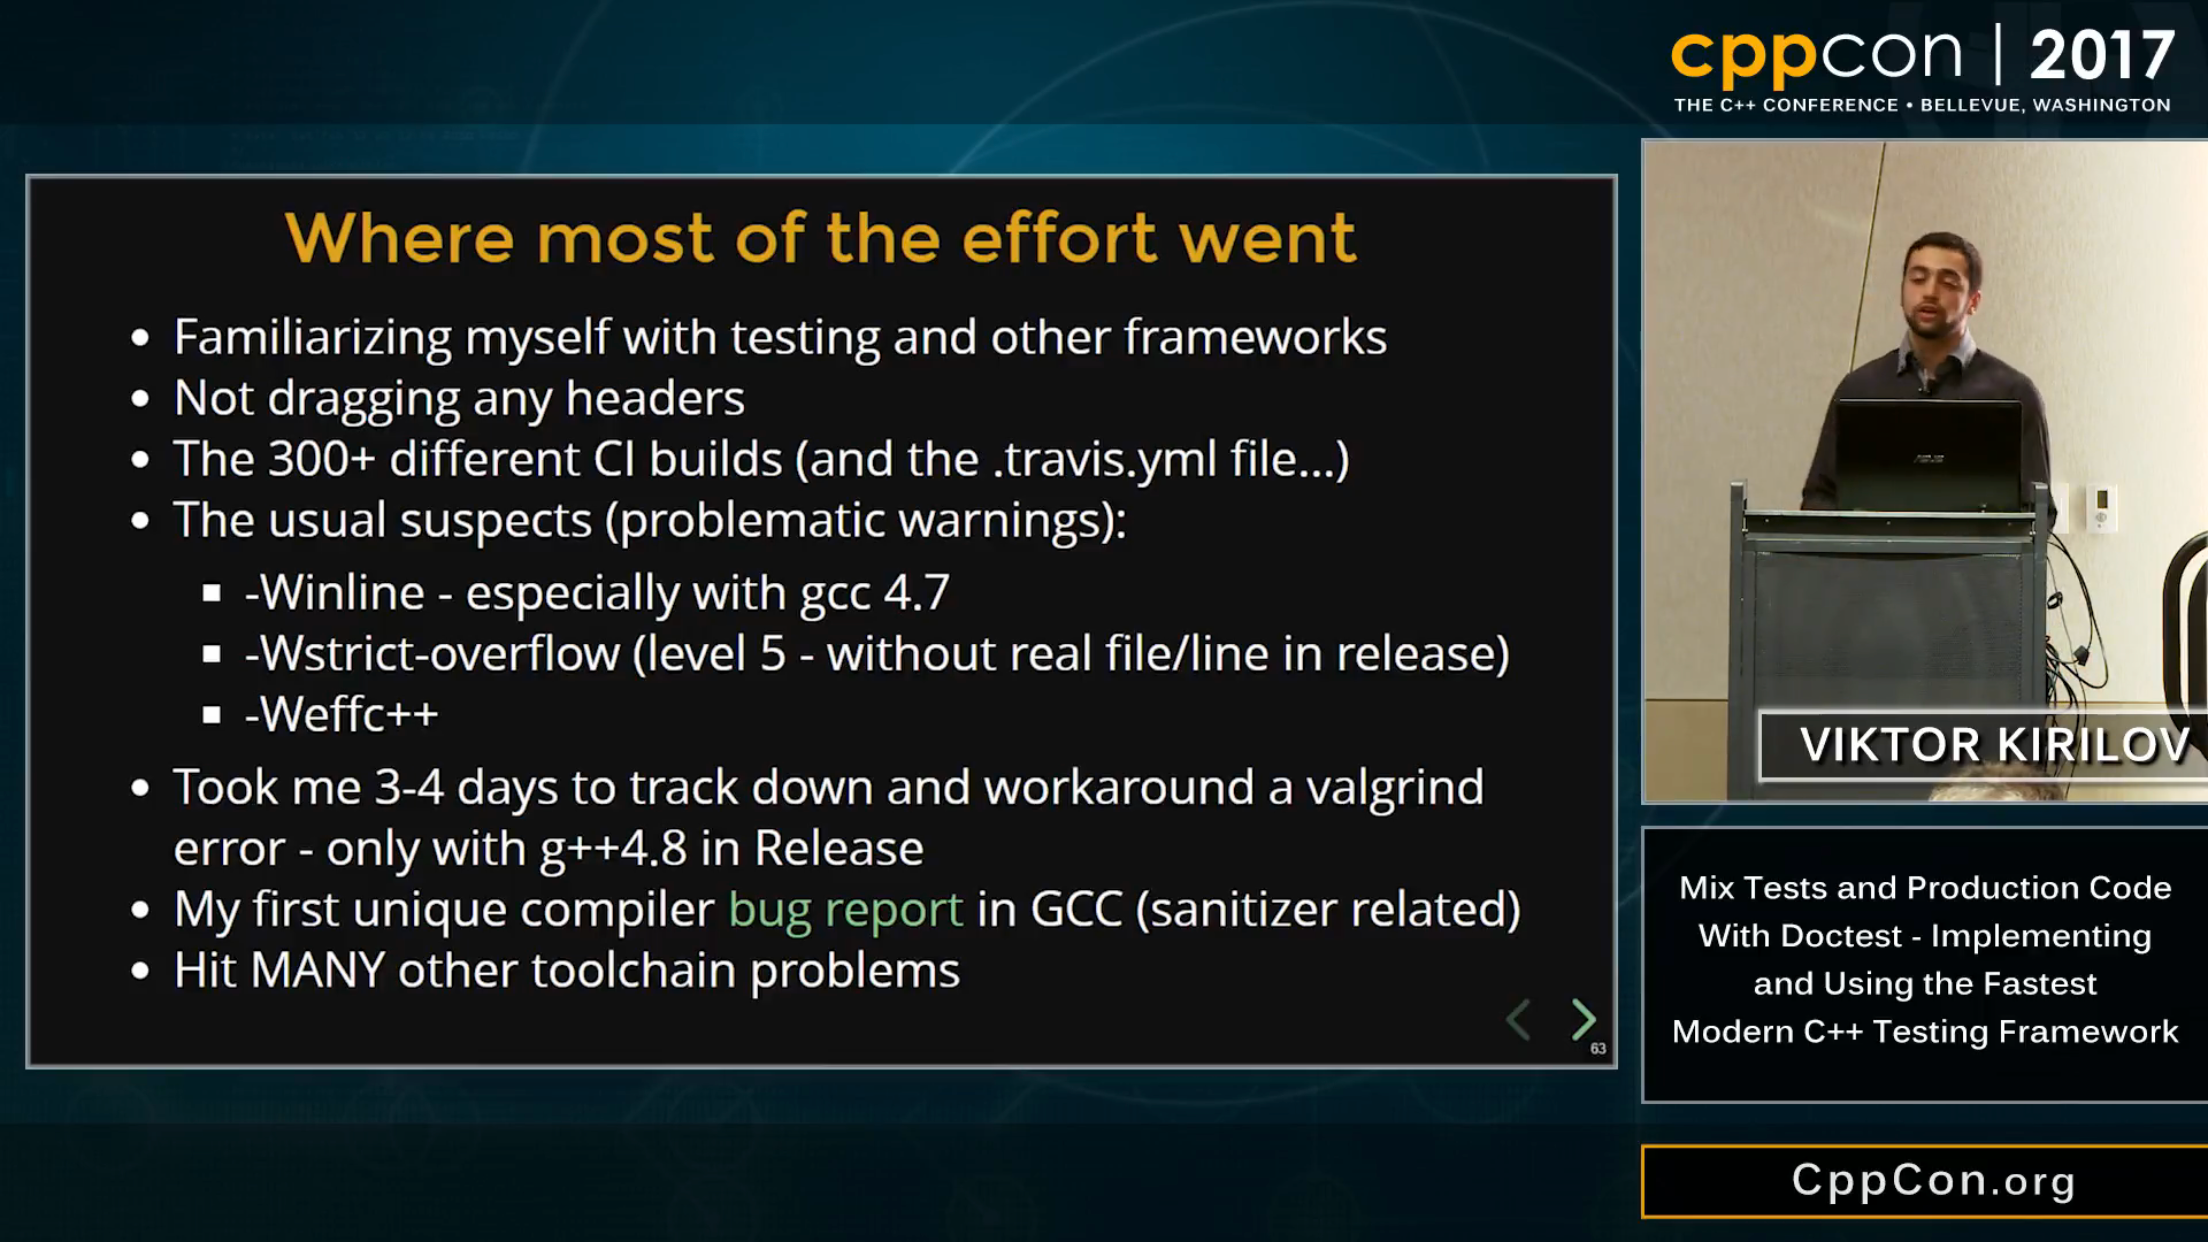 cppcon | 2017
THE C++ CONFERENCE • BELLEVUE, WASHINGTON
Where most of the effort went
• Familiarizing myself with testing and other frameworks
• Not dragging any headers
• The 300+ different CI builds (and the .travis.yml file...)
• The usual suspects (problematic warnings):
▪ -Winline - especially with gcc 4.7
▪ -Wstrict-overflow (level 5 - without real file/line in release)
▪ -Weffc++
• Took me 3-4 days to track down and workaround a valgrind
error - only with g++4.8 in Release
• My first unique compiler bug report in GCC (sanitizer related)
• Hit MANY other toolchain problems
63
ASUS
VIKTOR KIRILOV
Mix Tests and Production Code
With Doctest - Implementing
and Using the Fastest
Modern C++ Testing Framework
CppCon.org